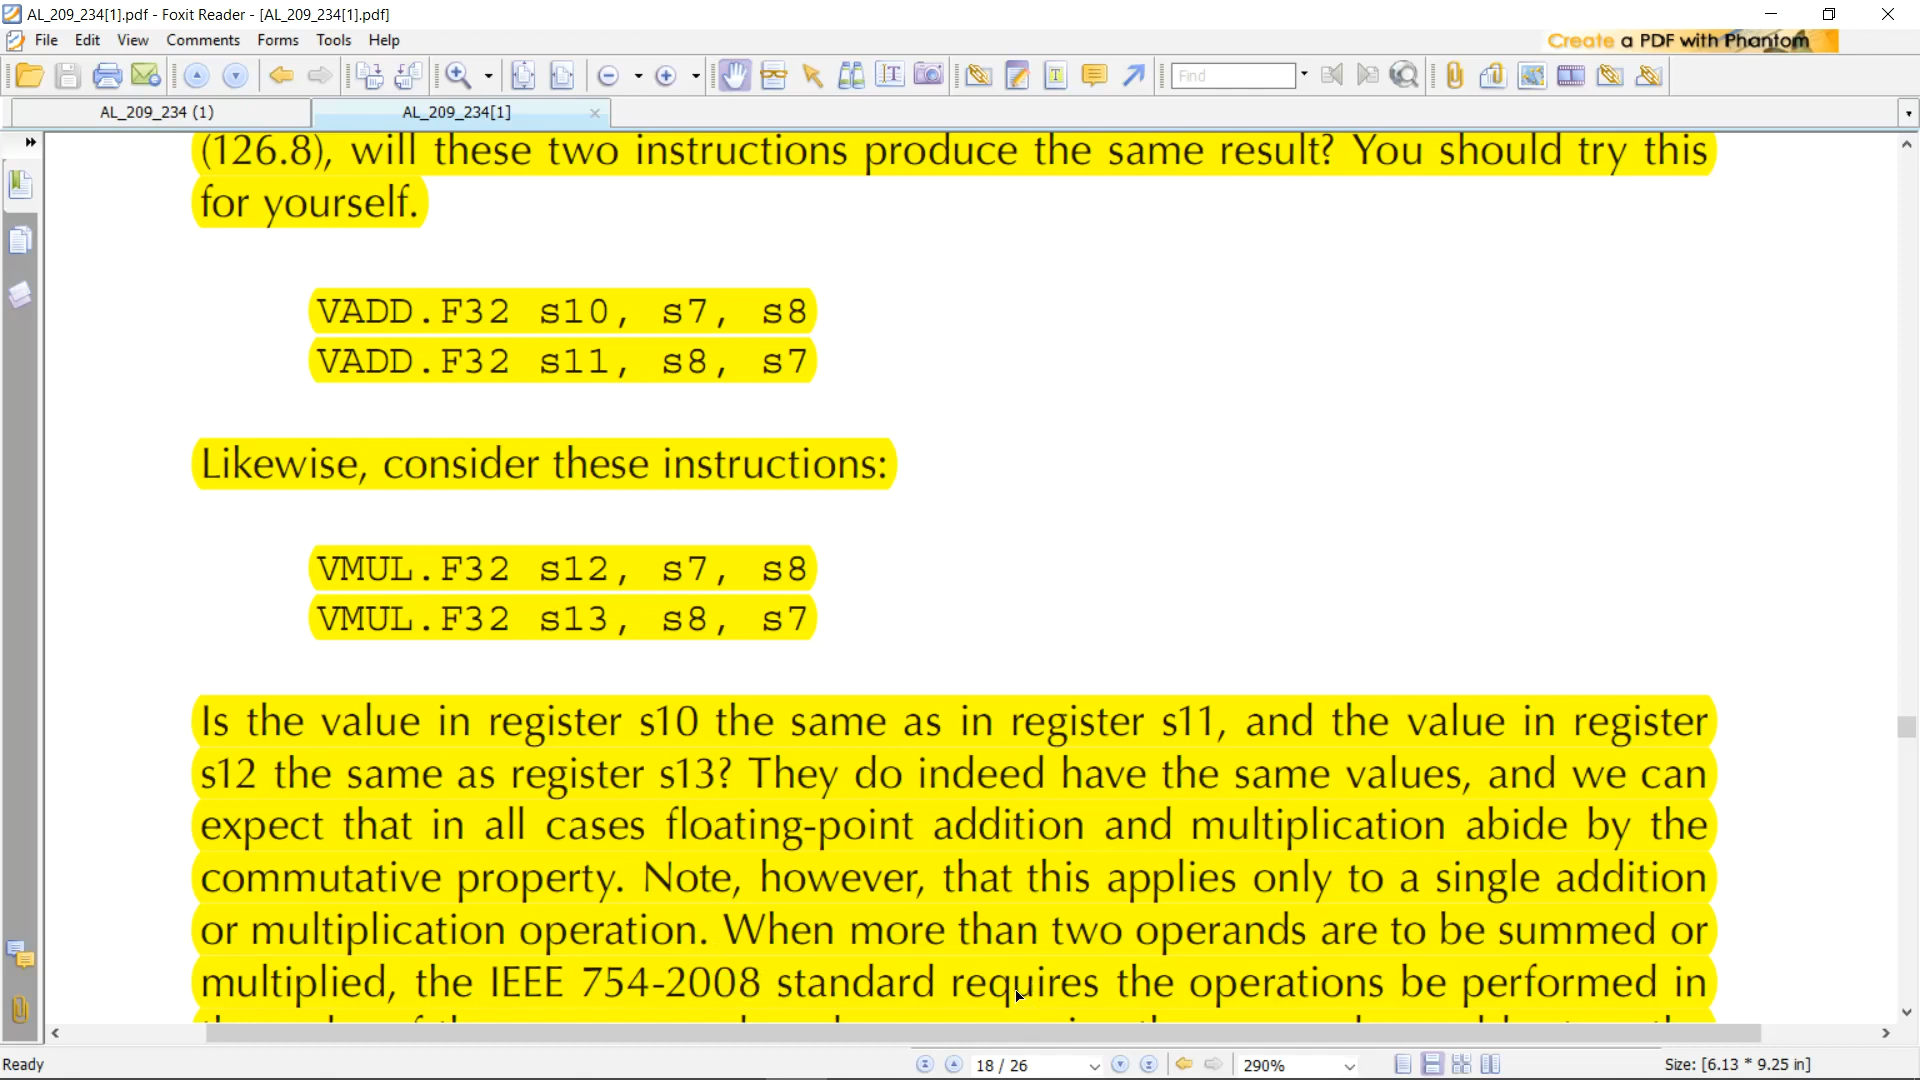 AL_209_234[1].pdf - Foxit Reader - [AL_209_234[1].pdf]
File Edit View Comments Forms Tools Help
Create a PDF with Phantom
Find
AL_209_234 (1)
AL_209_234[1]
(126.8), will these two instructions produce the same result? You should try this
for yourself.
VADD.F32 s10, s7, s8
VADD.F32 s11, s8, s7
Likewise, consider these instructions:
VMUL.F32 s12, s7, s8
VMUL.F32 s13, s8, s7
Is the value in register s10 the same as in register s11, and the value in register
s12 the same as register s13? They do indeed have the same values, and we can
expect that in all cases floating-point addition and multiplication abide by the
commutative property. Note, however, that this applies only to a single addition
or multiplication operation. When more than two operands are to be summed or
multiplied, the IEEE 754-2008 standard requires the operations be performed in
Ready
18 / 26
290%
Size: [6.13 * 9.25 in]